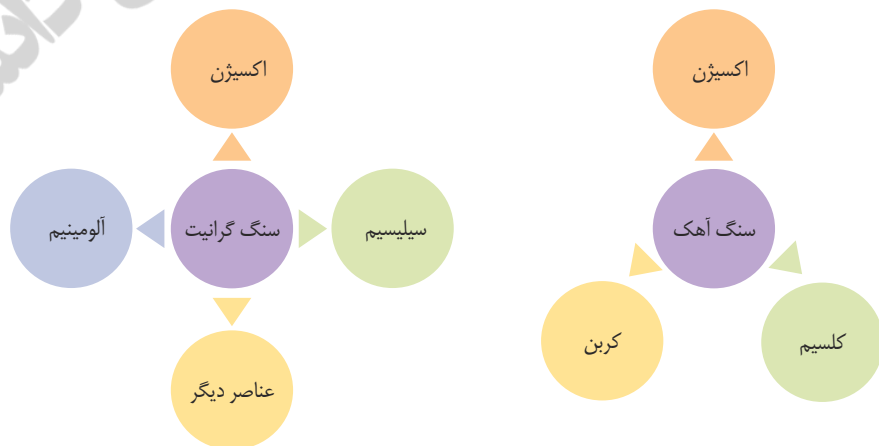 اکسیژن
سنگ آهک
کلسیم
کربن
اکسیژن
سیلیسیم
سنگ گرانیت
آلومینیم
عناصر دیگر